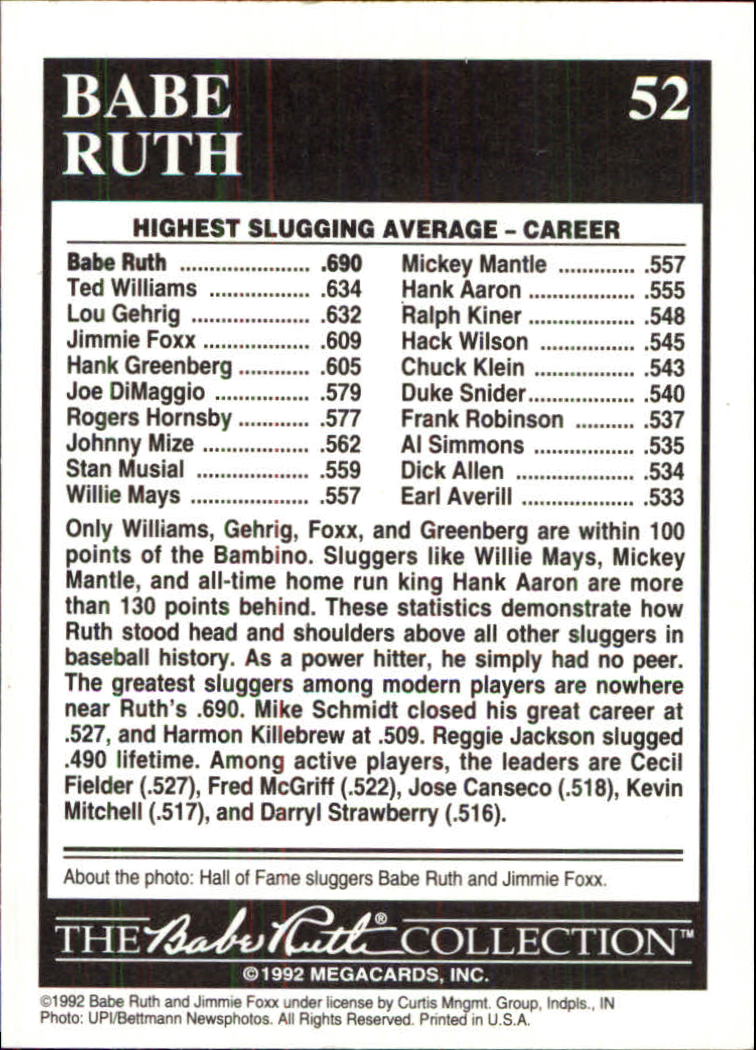 BABE
RUTH
52
HIGHEST SLUGGING AVERAGE – CAREER
Babe Ruth ...................... .690
Ted Williams ................. .634
Lou Gehrig .................... .632
Jimmie Foxx .................. .609
Hank Greenberg ............ .605
Joe DiMaggio ................ .579
Rogers Hornsby ............ .577
Johnny Mize .................. .562
Stan Musial ................... .559
Willie Mays .................... .557
Mickey Mantle ............. .557
Hank Aaron .................. .555
Ralph Kiner .................. .548
Hack Wilson ................ .545
Chuck Klein ................. .543
Duke Snider.................. .540
Frank Robinson .......... .537
Al Simmons ................. .535
Dick Allen .................... .534
Earl Averill ................... .533
Only Williams, Gehrig, Foxx, and Greenberg are within 100
points of the Bambino. Sluggers like Willie Mays, Mickey
Mantle, and all-time home run king Hank Aaron are more
than 130 points behind. These statistics demonstrate how
Ruth stood head and shoulders above all other sluggers in
baseball history. As a power hitter, he simply had no peer.
The greatest sluggers among modern players are nowhere
near Ruth's .690. Mike Schmidt closed his great career at
.527, and Harmon Killebrew at .509. Reggie Jackson slugged
.490 lifetime. Among active players, the leaders are Cecil
Fielder (.527), Fred McGriff (.522), Jose Canseco (.518), Kevin
Mitchell (.517), and Darryl Strawberry (.516).
About the photo: Hall of Fame sluggers Babe Ruth and Jimmie Foxx.
THE Babe Ruth® COLLECTION™
©1992 MEGACARDS, INC.
©1992 Babe Ruth and Jimmie Foxx under license by Curtis Mngmt. Group, Indpls., IN
Photo: UPI/Bettmann Newsphotos. All Rights Reserved. Printed in U.S.A.